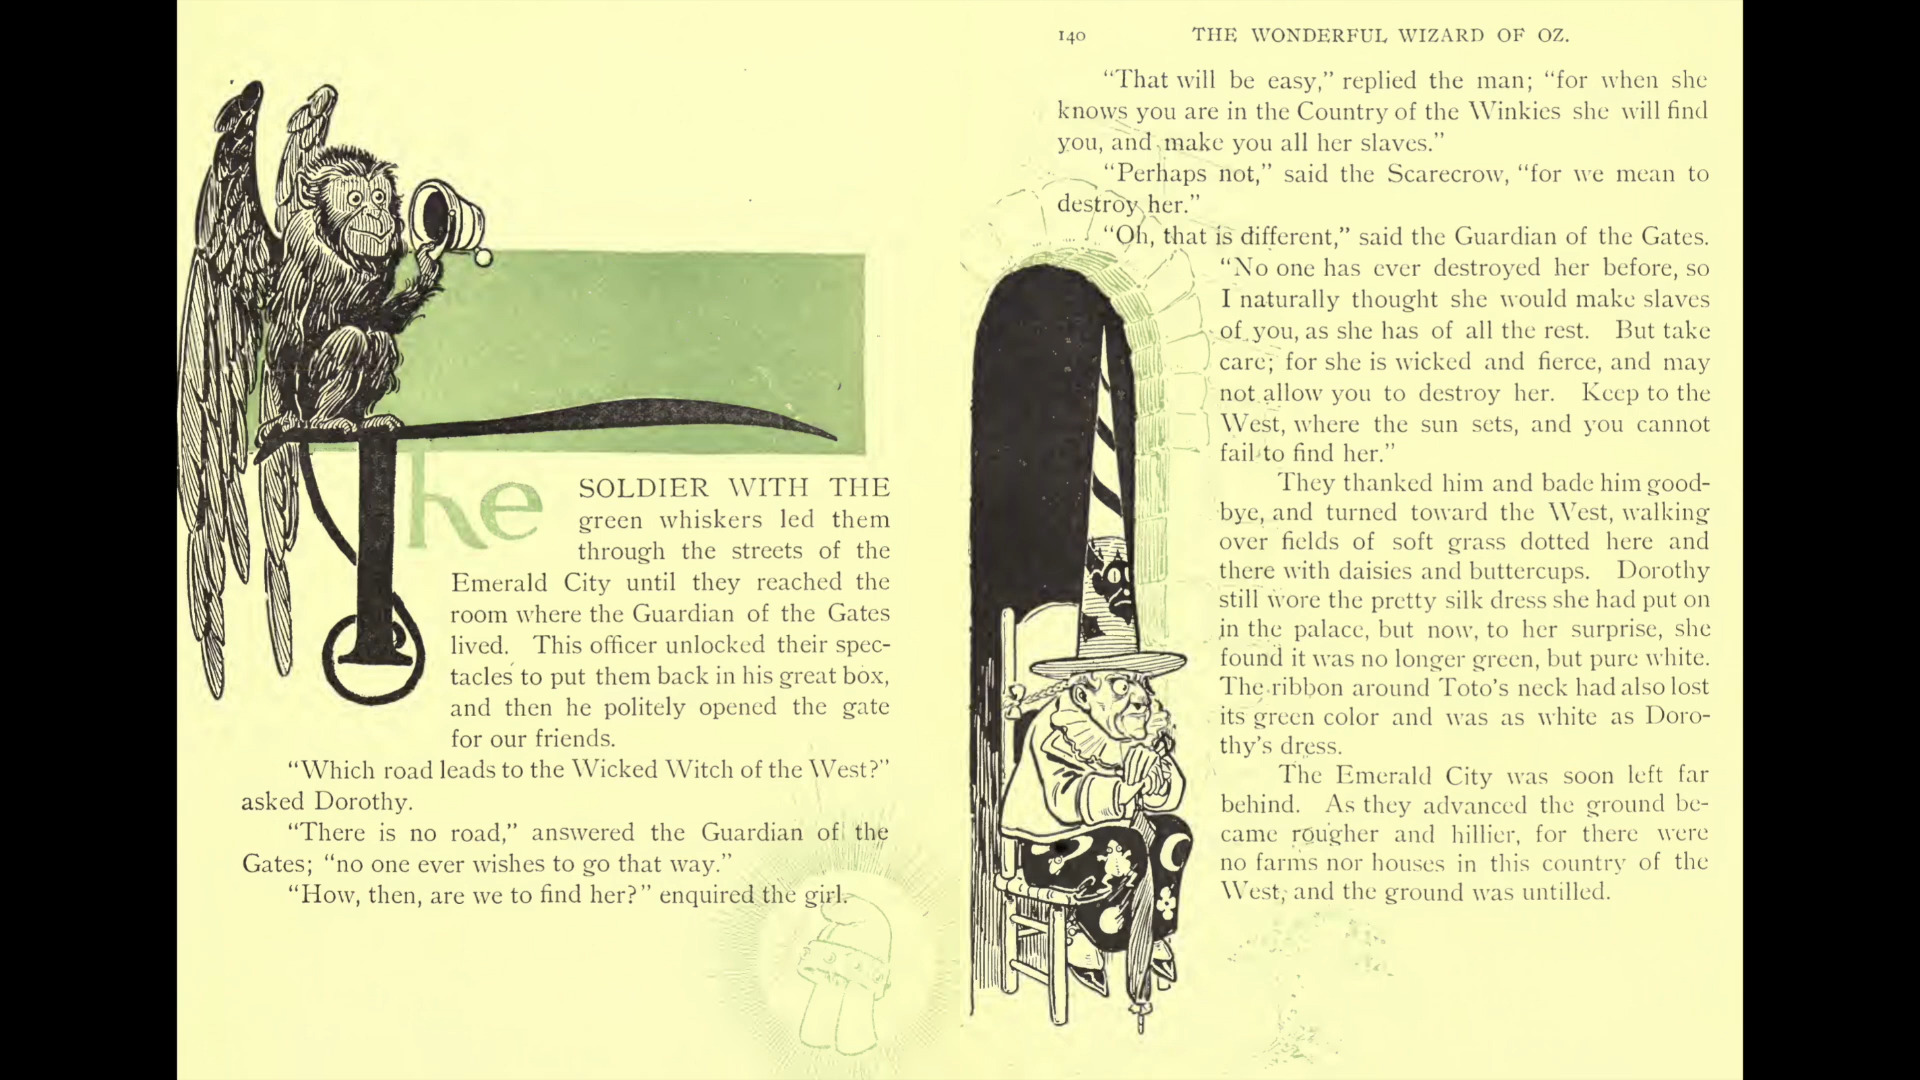 The SOLDIER WITH THE
green whiskers led them
through the streets of the
Emerald City until they reached the
room where the Guardian of the Gates
lived. This officer unlocked their spec-
tacles to put them back in his great box,
and then he politely opened the gate
for our friends.
"Which road leads to the Wicked Witch of the West?"
asked Dorothy.
"There is no road," answered the Guardian of the
Gates; "no one ever wishes to go that way."
"How, then, are we to find her?" enquired the girl.
140 THE WONDERFUL WIZARD OF OZ.
"That will be easy," replied the man; "for when she
knows you are in the Country of the Winkies she will find
you, and make you all her slaves."
"Perhaps not," said the Scarecrow, "for we mean to
destroy her."
"Oh, that is different," said the Guardian of the Gates.
"No one has ever destroyed her before, so
I naturally thought she would make slaves
of you, as she has of all the rest. But take
care; for she is wicked and fierce, and may
not allow you to destroy her. Keep to the
West, where the sun sets, and you cannot
fail to find her."
They thanked him and bade him good-
bye, and turned toward the West, walking
over fields of soft grass dotted here and
there with daisies and buttercups. Dorothy
still wore the pretty silk dress she had put on
in the palace, but now, to her surprise, she
found it was no longer green, but pure white.
The ribbon around Toto's neck had also lost
its green color and was as white as Doro-
thy's dress.
The Emerald City was soon left far
behind. As they advanced the ground be-
came rougher and hillier, for there were
no farms nor houses in this country of the
West, and the ground was untilled.